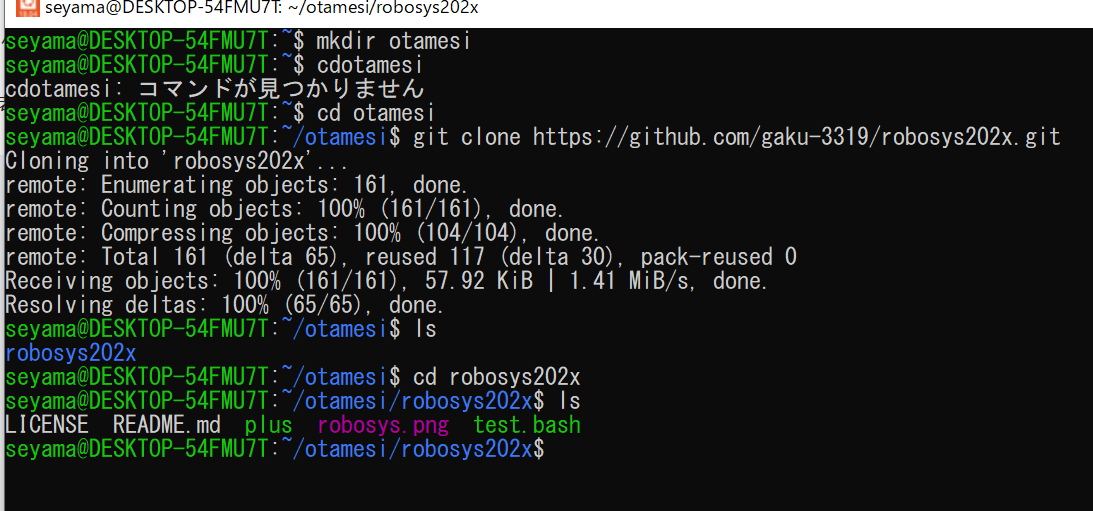 seyama@DESKTOP-54FMU7T: ~/otamesi/robosys202x
seyama@DESKTOP-54FMU7T:~$ mkdir otamesi
seyama@DESKTOP-54FMU7T:~$ cdotamesi
cdotamesi: コマンドが見つかりません
seyama@DESKTOP-54FMU7T:~$ cd otamesi
seyama@DESKTOP-54FMU7T:~/otamesi$ git clone https://github.com/gaku-3319/robosys202x.git
Cloning into 'robosys202x'...
remote: Enumerating objects: 161, done.
remote: Counting objects: 100% (161/161), done.
remote: Compressing objects: 100% (104/104), done.
remote: Total 161 (delta 65), reused 117 (delta 30), pack-reused 0
Receiving objects: 100% (161/161), 57.92 KiB | 1.41 MiB/s, done.
Resolving deltas: 100% (65/65), done.
seyama@DESKTOP-54FMU7T:~/otamesi$ ls
robosys202x
seyama@DESKTOP-54FMU7T:~/otamesi$ cd robosys202x
seyama@DESKTOP-54FMU7T:~/otamesi/robosys202x$ ls
LICENSE  README.md  plus  robosys.png  test.bash
seyama@DESKTOP-54FMU7T:~/otamesi/robosys202x$